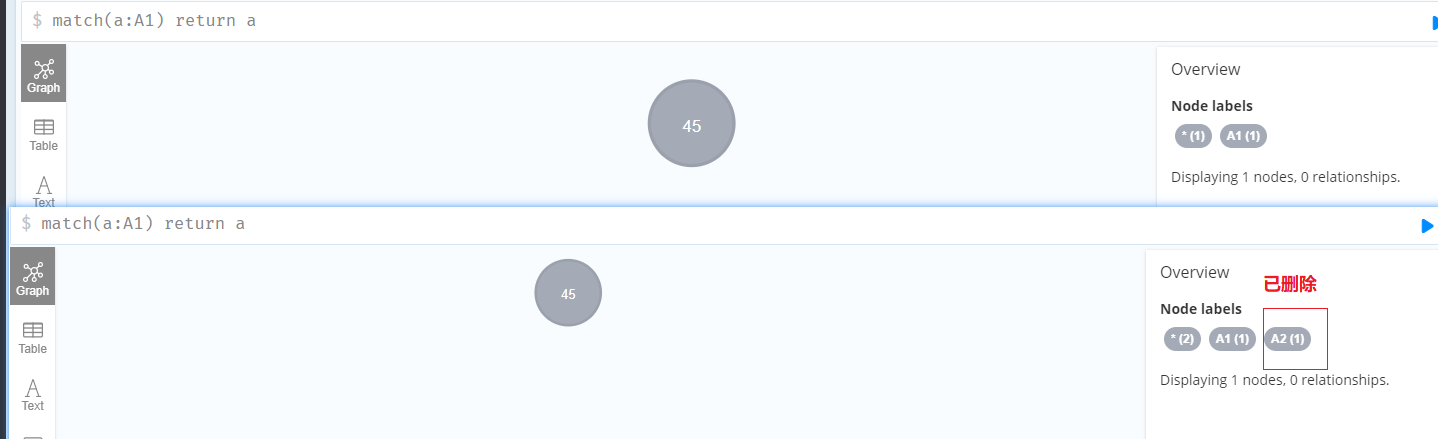 $ match(a:A1) return a
Graph
45
Overview
Node labels
* (1) A1 (1)
Table
Displaying 1 nodes, 0 relationships.
A
Text
$ match(a:A1) return a
Graph
45
Overview
已删除
Node labels
* (2) A1 (1) A2 (1)
Table
Displaying 1 nodes, 0 relationships.
A
Text